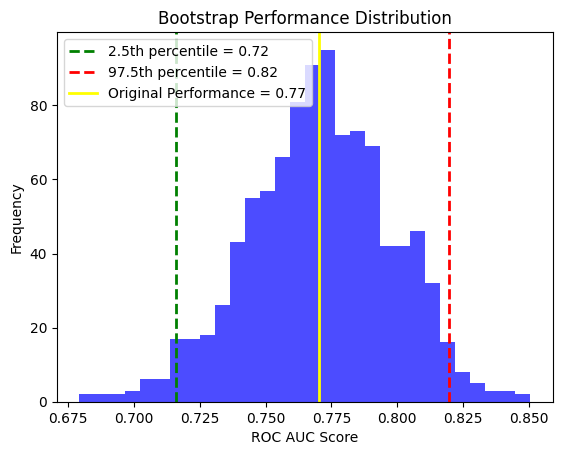 Bootstrap Performance Distribution
2.5th percentile = 0.72
97.5th percentile = 0.82
Original Performance = 0.77
Frequency
80
60
40
20
0
0.675
0.700
0.725
0.750
0.775
0.800
0.825
0.850
ROC AUC Score